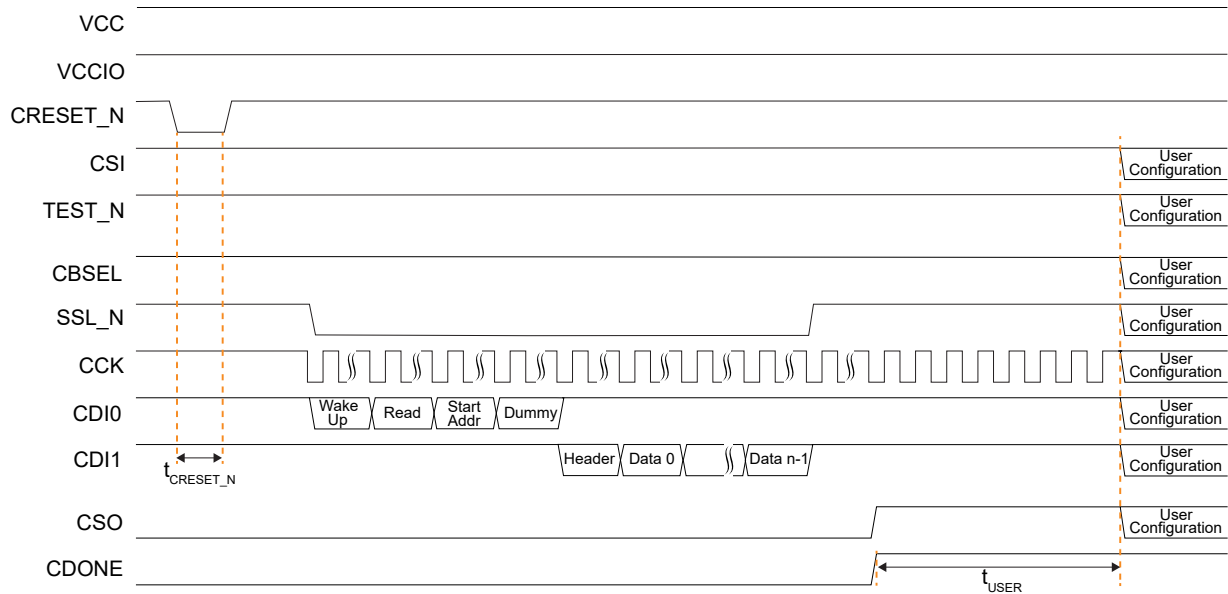 VCC
VCCIO
CRESET_N
CSI
User
Configuration
TEST_N
User
Configuration
CBSEL
User
Configuration
SSL_N
User
Configuration
CCK
User
Configuration
CDI0
Wake
Up
Read
Start
Addr
Dummy
User
Configuration
CDI1
Header
Data 0
Data n-1
User
Configuration
tCRESET_N
CSO
User
Configuration
CDONE
tUSER